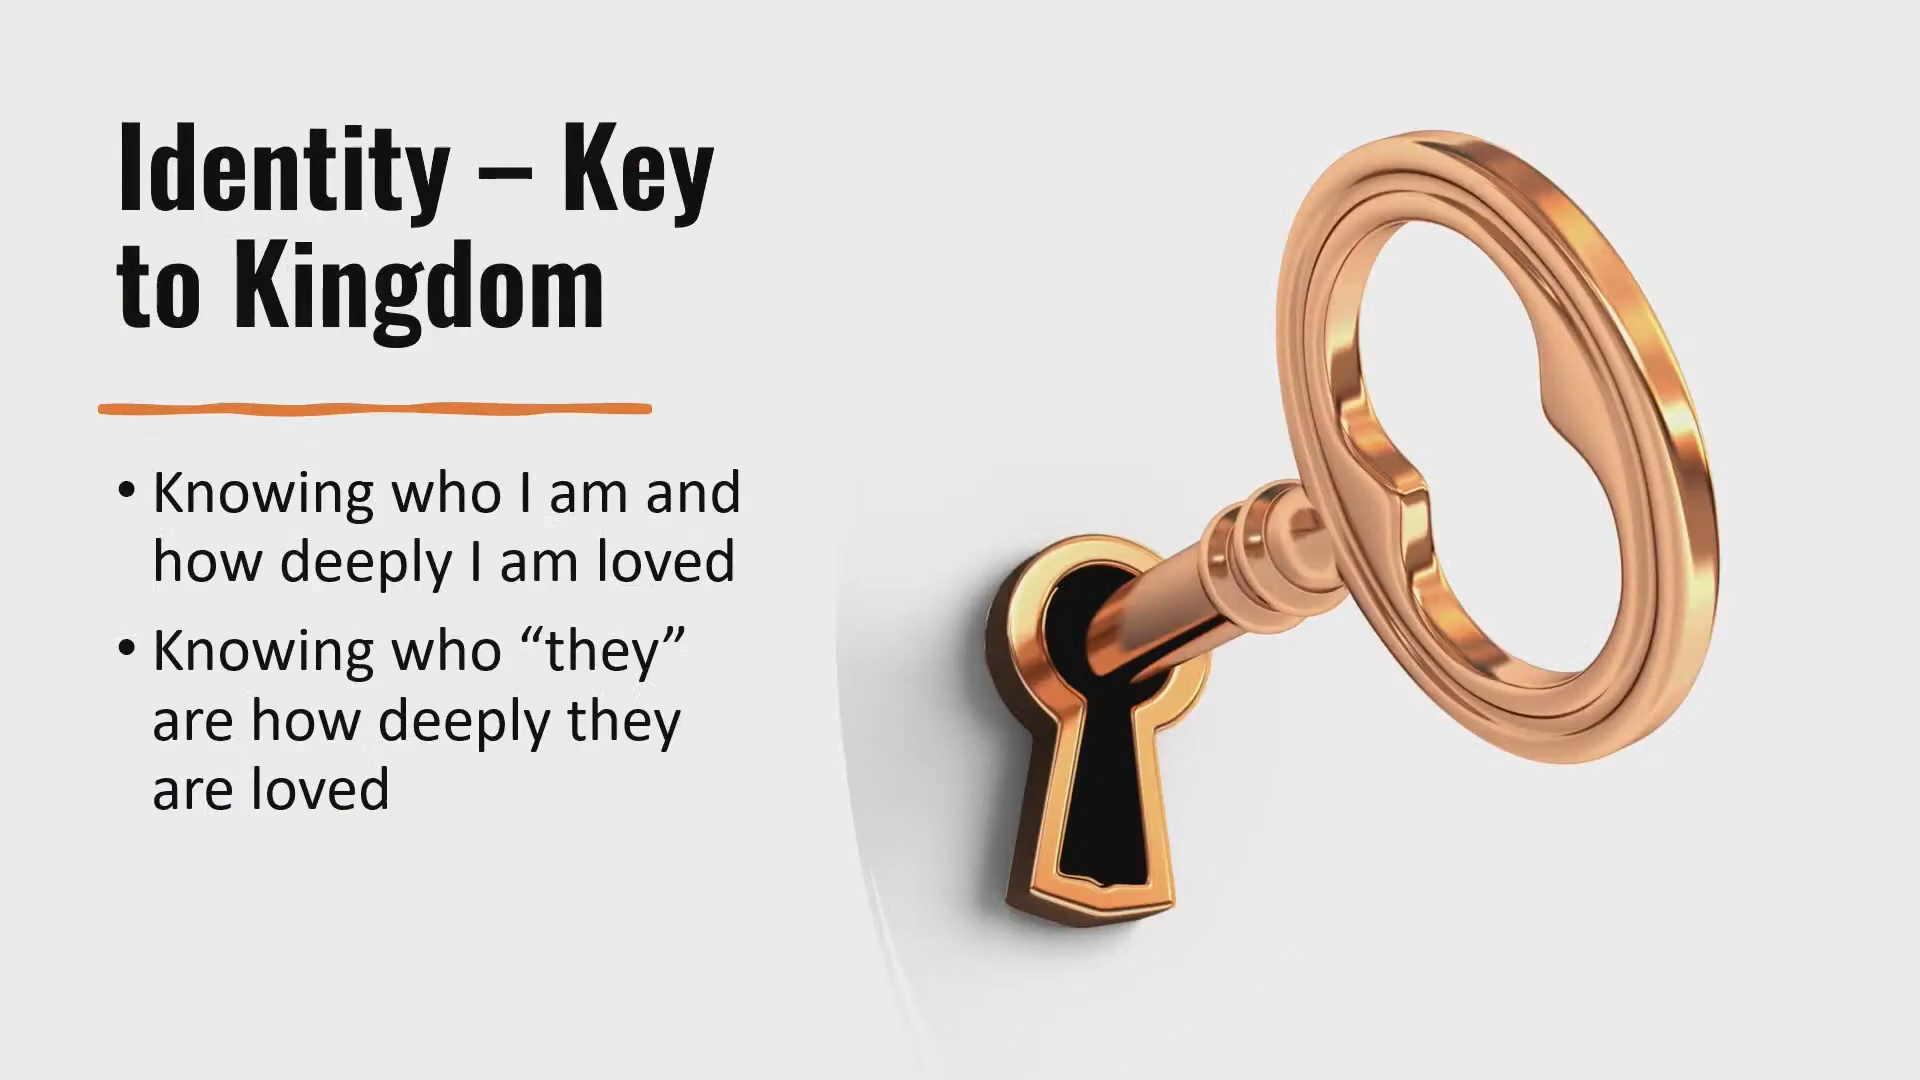 Identity – Key
to Kingdom
• Knowing who I am and
how deeply I am loved
• Knowing who “they”
are how deeply they
are loved